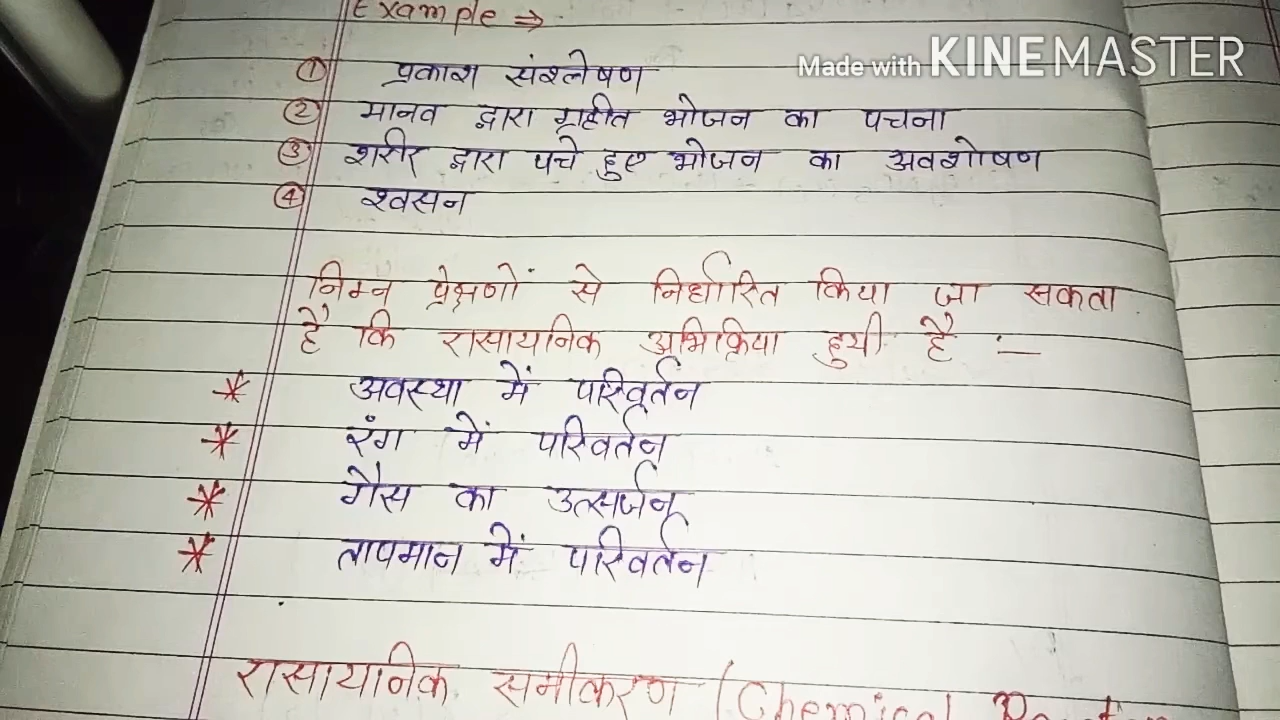 Example ⇒
Made with KINEMASTER
① प्रकाश संश्लेषण
② मानव द्वारा गृहीत भोजन का पचना
③ शरीर द्वारा पचे हुए भोजन का अवशोषण
④ श्वसन
निम्न प्रेक्षणों से निर्धारित किया जा सकता
है कि रासायनिक अभिक्रिया हुयी है :—
* अवस्था में परिवर्तन
* रंग में परिवर्तन
* गैस का उत्सर्जन
* तापमान में परिवर्तन
रासायनिक समीकरण (Chemical